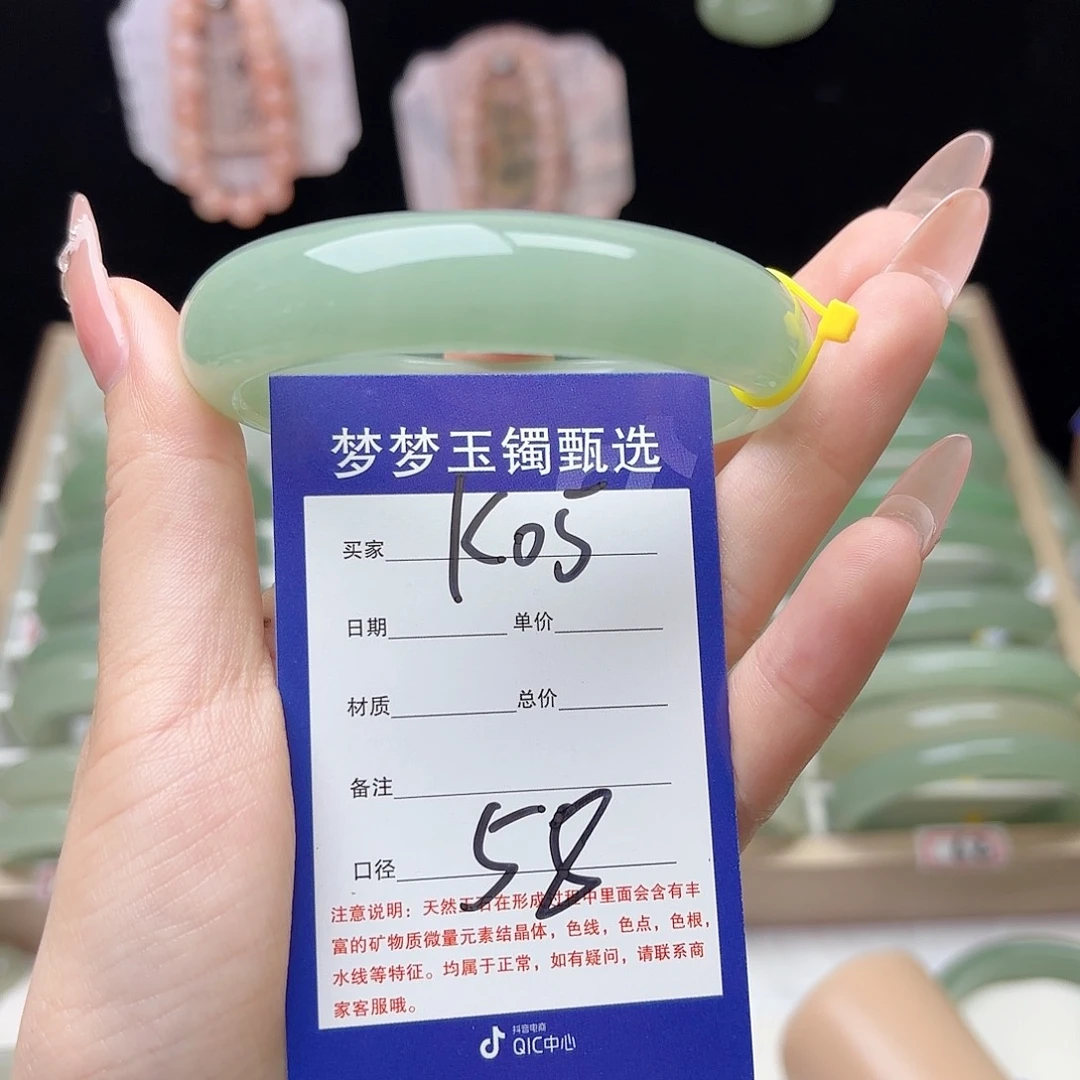 梦梦玉镯甄选
买家 K05
日期 单价
材质 总价
备注
口径 58
注意说明：天然玉石在形成过程中里面会含有丰
富的矿物质微量元素结晶体，色线，色点，色根，
水线等特征。均属于正常，如有疑问，请联系商
家客服哦。
抖音电商
QIC中心